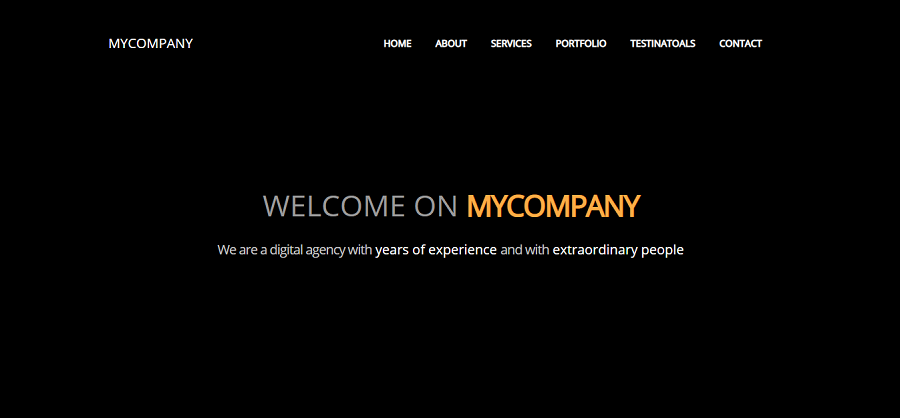 MYCOMPANY HOME ABOUT SERVICES PORTFOLIO TESTINATOALS CONTACT
WELCOME ON MYCOMPANY
We are a digital agency with years of experience and with extraordinary people